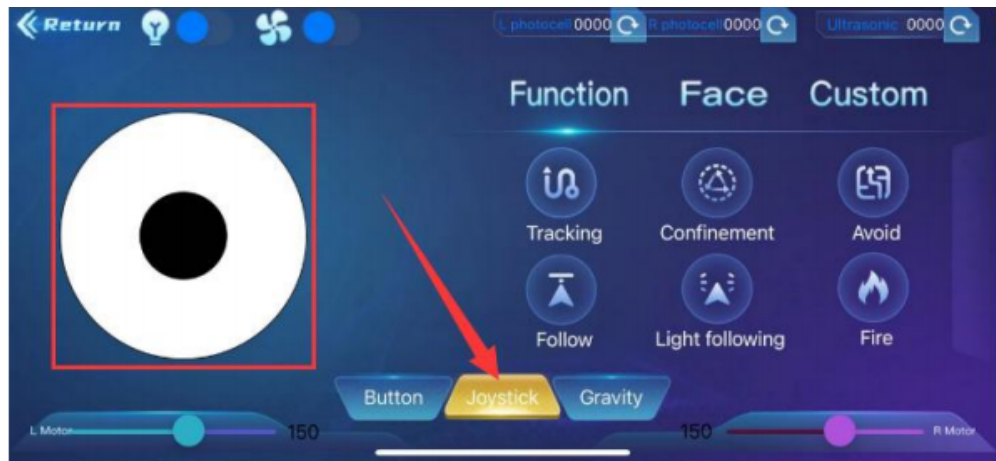 Return L photocell 0000 R photocell 0000 Ultrasonic 0000
Function Face Custom
Tracking Confinement Avoid
Follow Light following Fire
Button Joystick Gravity
L Motor 150 150 R Motor